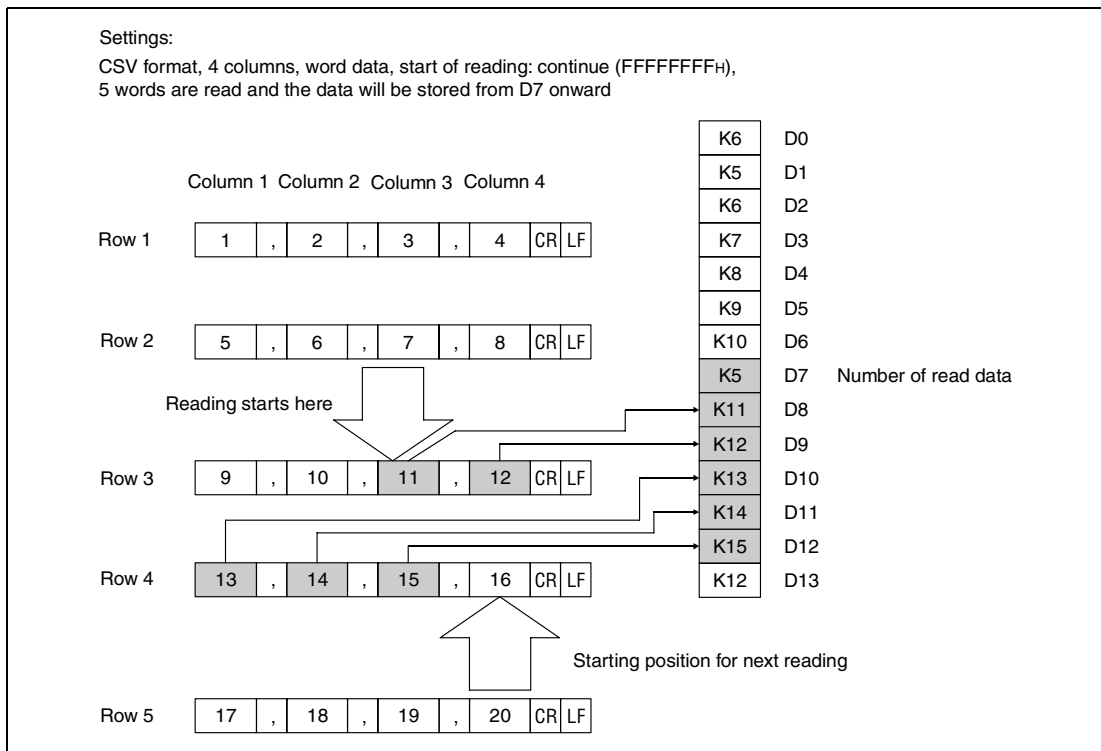 Settings:
CSV format, 4 columns, word data, start of reading: continue (FFFFFFFFH),
5 words are read and the data will be stored from D7 onward
K6 D0
K5 D1
Column 1 Column 2 Column 3 Column 4
K6 D2
Row 1 1 , 2 , 3 , 4 CR LF
K7 D3
K8 D4
K9 D5
Row 2 5 , 6 , 7 , 8 CR LF
K10 D6
K5 D7 Number of read data
Reading starts here
K11 D8
K12 D9
Row 3 9 , 10 , 11 , 12 CR LF
K13 D10
K14 D11
K15 D12
Row 4 13 , 14 , 15 , 16 CR LF
K12 D13
Starting position for next reading
Row 5 17 , 18 , 19 , 20 CR LF